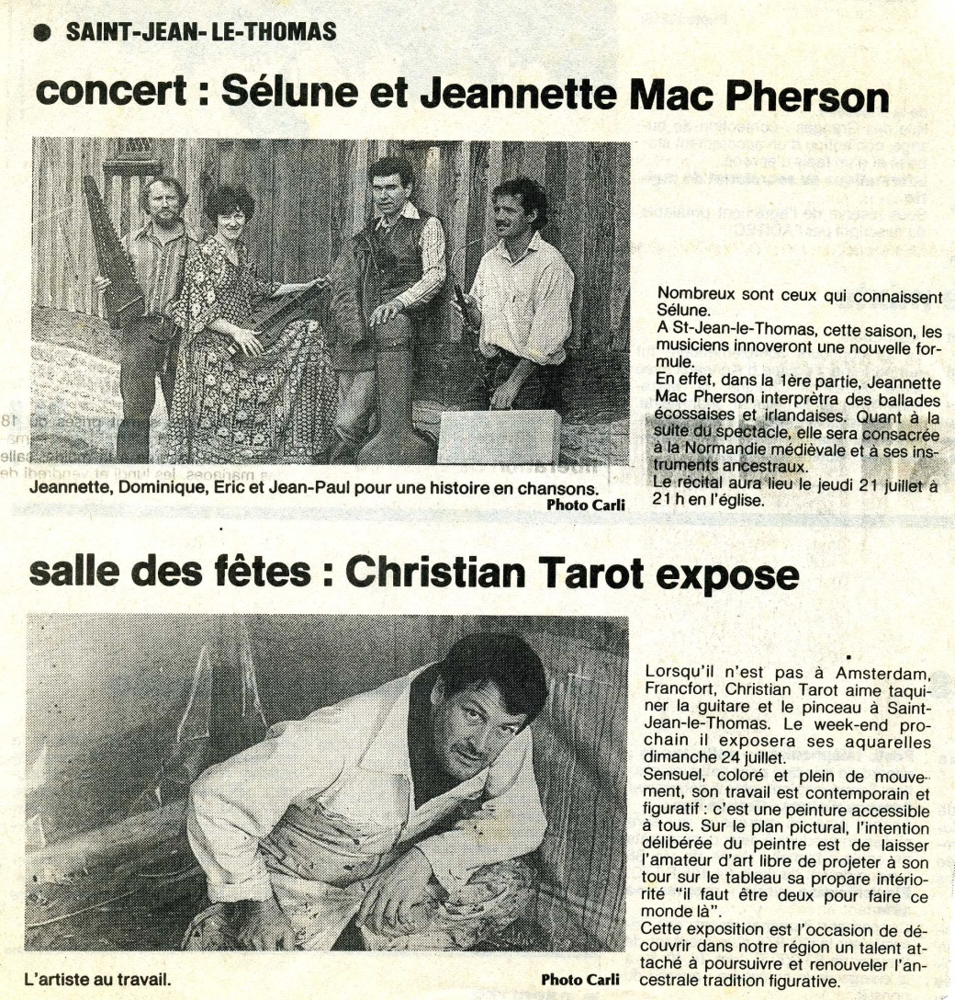 ● SAINT-JEAN-LE-THOMAS
concert : Sélune et Jeannette Mac Pherson
Nombreux sont ceux qui connaissent
Sélune.
A St-Jean-le-Thomas, cette saison, les
musiciens innoveront une nouvelle for-
mule.
En effet, dans la 1ère partie, Jeannette
Mac Pherson interprètra des ballades
écossaises et irlandaises. Quant à la
suite du spectacle, elle sera consacrée
à la Normandie médièvale et à ses ins-
truments ancestraux.
Le récital aura lieu le jeudi 21 juillet à
21 h en l'église.
Jeannette, Dominique, Eric et Jean-Paul pour une histoire en chansons.
Photo Carli
salle des fêtes : Christian Tarot expose
Lorsqu'il n'est pas à Amsterdam,
Francfort, Christian Tarot aime taqui-
ner la guitare et le pinceau à Saint-
Jean-le-Thomas. Le week-end pro-
chain il exposera ses aquarelles
dimanche 24 juillet.
Sensuel, coloré et plein de mouve-
ment, son travail est contemporain et
figuratif : c'est une peinture accessible
à tous. Sur le plan pictural, l'intention
délibérée du peintre est de laisser
l'amateur d'art libre de projeter à son
tour sur le tableau sa propare intério-
rité "il faut être deux pour faire ce
monde là".
Cette exposition est l'occasion de dé-
couvrir dans notre région un talent at-
taché à poursuivre et renouveler l'an-
cestrale tradition figurative.
L'artiste au travail.
Photo Carli